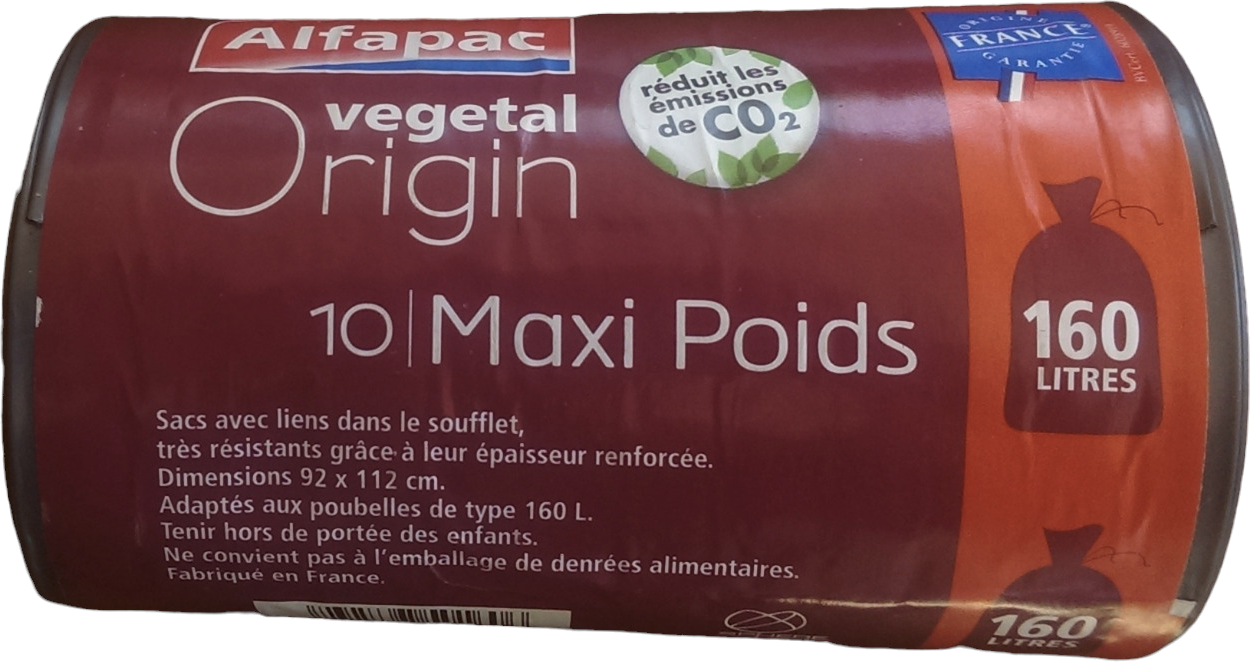 Alfapac
vegetal
Origin
réduit les
émissions
de CO2
ORIGINE
FRANCE
GARANTIE
10 | Maxi Poids
160
LITRES
Sacs avec liens dans le soufflet,
très résistants grâce à leur épaisseur renforcée.
Dimensions 92 x 112 cm.
Adaptés aux poubelles de type 160 L.
Tenir hors de portée des enfants.
Ne convient pas à l'emballage de denrées alimentaires.
Fabriqué en France.
SPHERE
160
LITRES